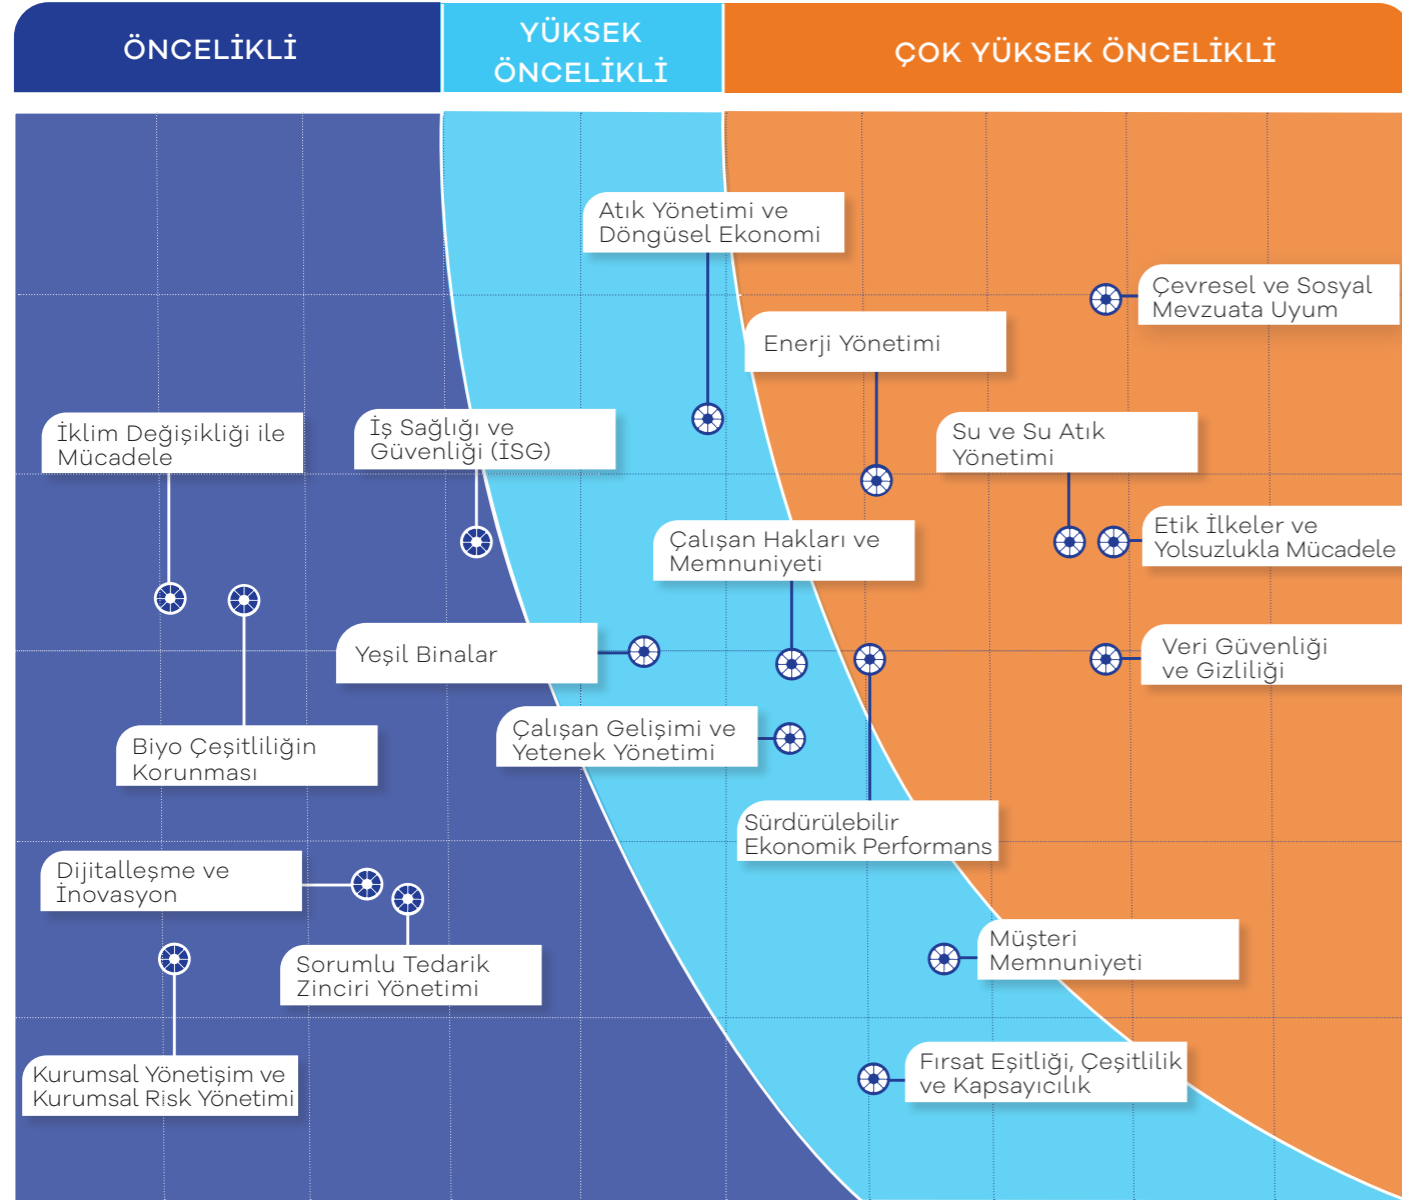 ÖNCELİKLİ
YÜKSEK
ÖNCELİKLİ
ÇOK YÜKSEK ÖNCELİKLİ
Atık Yönetimi ve
Döngüsel Ekonomi
Çevresel ve Sosyal
Mevzuata Uyum
Enerji Yönetimi
İklim Değişikliği ile
Mücadele
İş Sağlığı ve
Güvenliği (İSG)
Su ve Su Atık
Yönetimi
Çalışan Hakları ve
Memnuniyeti
Etik İlkeler ve
Yolsuzlukla Mücadele
Yeşil Binalar
Veri Güvenliği
ve Gizliliği
Biyo Çeşitliliğin
Korunması
Çalışan Gelişimi ve
Yetenek Yönetimi
Sürdürülebilir
Ekonomik Performans
Dijitalleşme ve
İnovasyon
Sorumlu Tedarik
Zinciri Yönetimi
Müşteri
Memnuniyeti
Kurumsal Yönetişim ve
Kurumsal Risk Yönetimi
Fırsat Eşitliği, Çeşitlilik
ve Kapsayıcılık